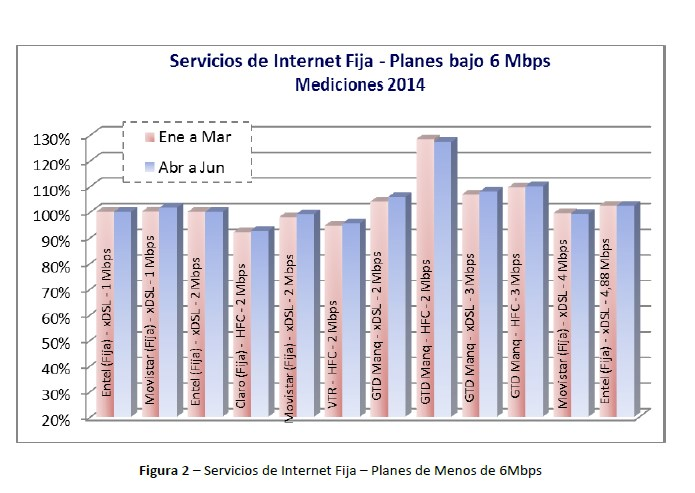 Servicios de Internet Fija - Planes bajo 6 Mbps
Mediciones 2014
Ene a Mar
Abr a Jun
130%
120%
110%
100%
90%
80%
70%
60%
50%
40%
30%
20%
Entel (Fija) - xDSL - 1 Mbps
Movistar (Fija) - xDSL - 1 Mbps
Entel (Fija) - xDSL - 2 Mbps
Claro (Fija) - HFC - 2 Mbps
Movistar (Fija) - xDSL - 2 Mbps
VTR - HFC - 2 Mbps
GTD Manq - xDSL - 2 Mbps
GTD Manq - HFC - 2 Mbps
GTD Manq - xDSL - 3 Mbps
GTD Manq - HFC - 3 Mbps
Movistar (Fija) - xDSL - 4 Mbps
Entel (Fija) - xDSL - 4,88 Mbps
Figura 2 – Servicios de Internet Fija – Planes de Menos de 6Mbps